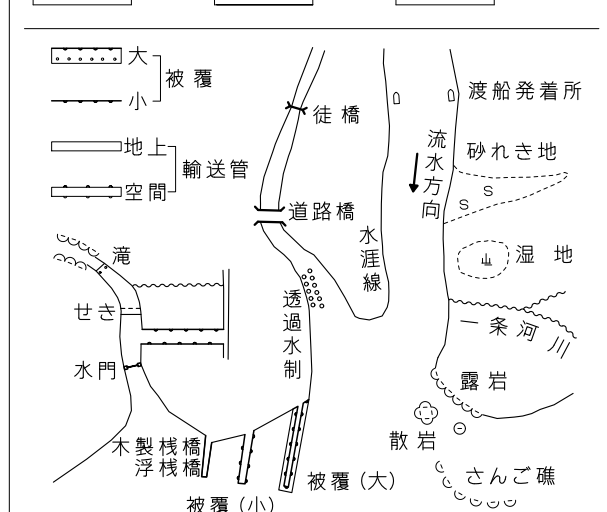 大
小
被覆
地上
空間
輸送管
徒橋
道路橋
渡船発着所
流水方向
砂れき地
S
S
水涯線
湿地
滝
せき
透過水制
一条河川
水門
露岩
散岩
木製桟橋
浮桟橋
被覆(大)
被覆(小)
さんご礁